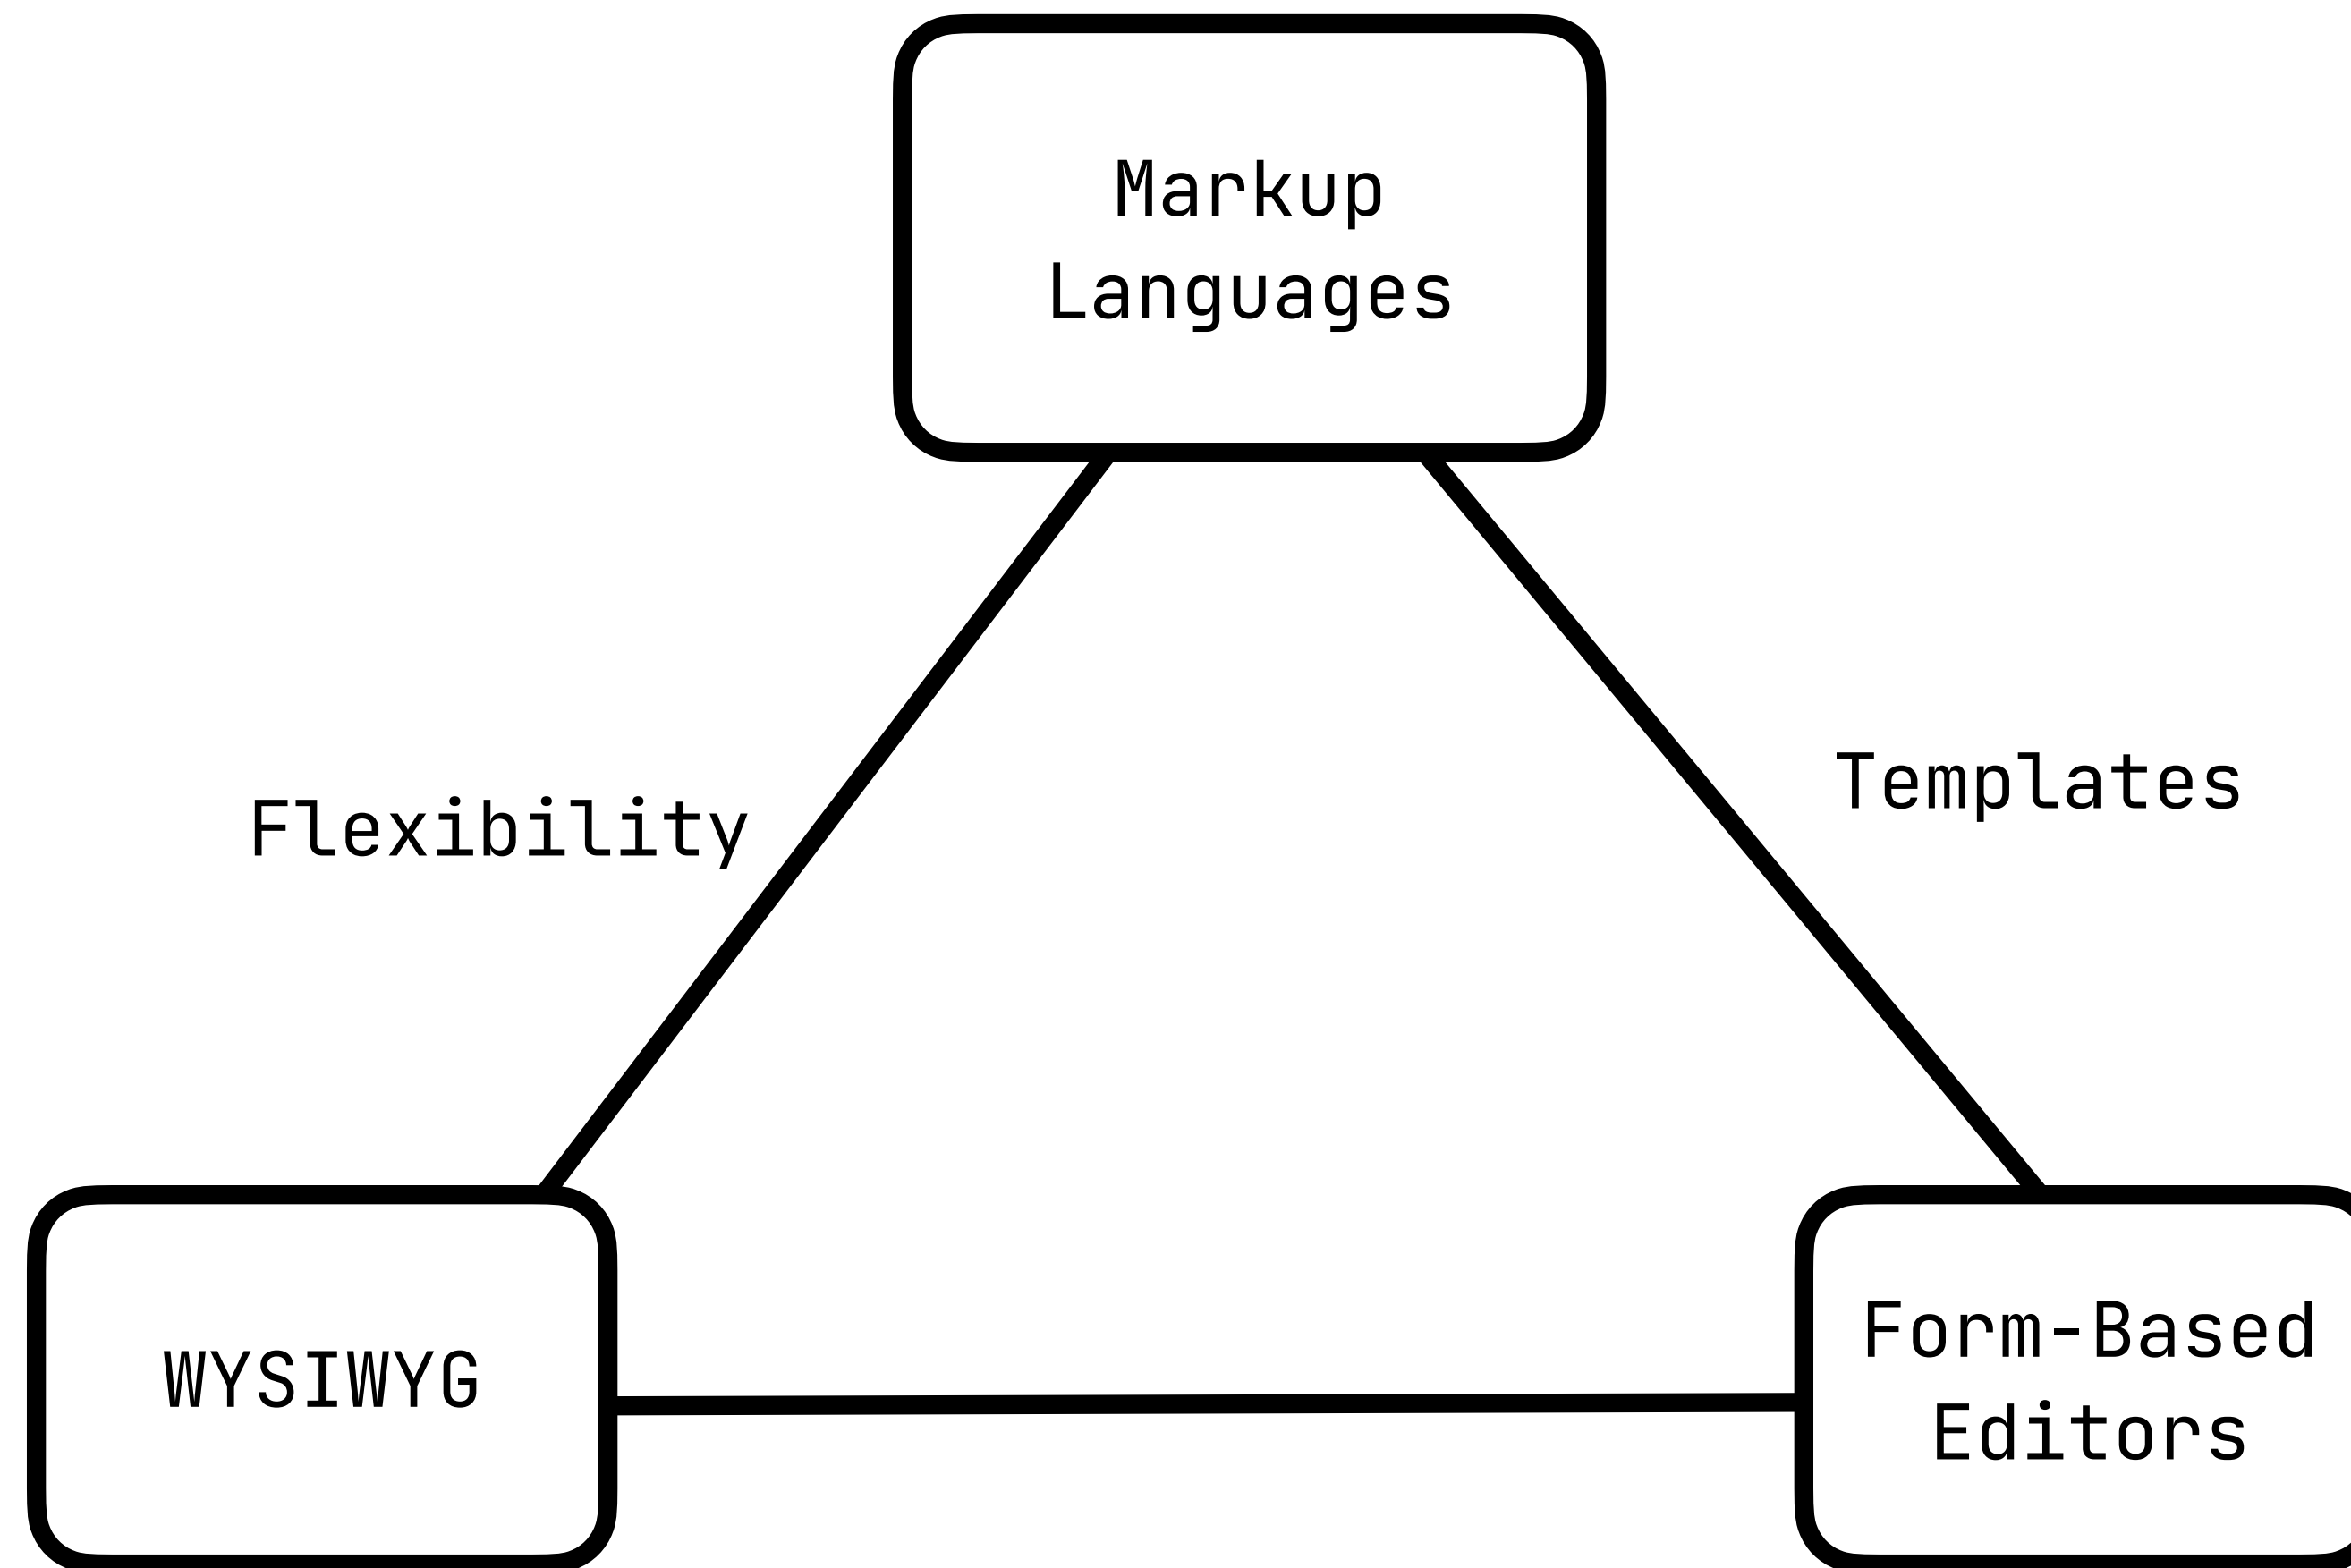 Markup
Languages
Templates
Flexibility
WYSIWYG
Form-Based
Editors